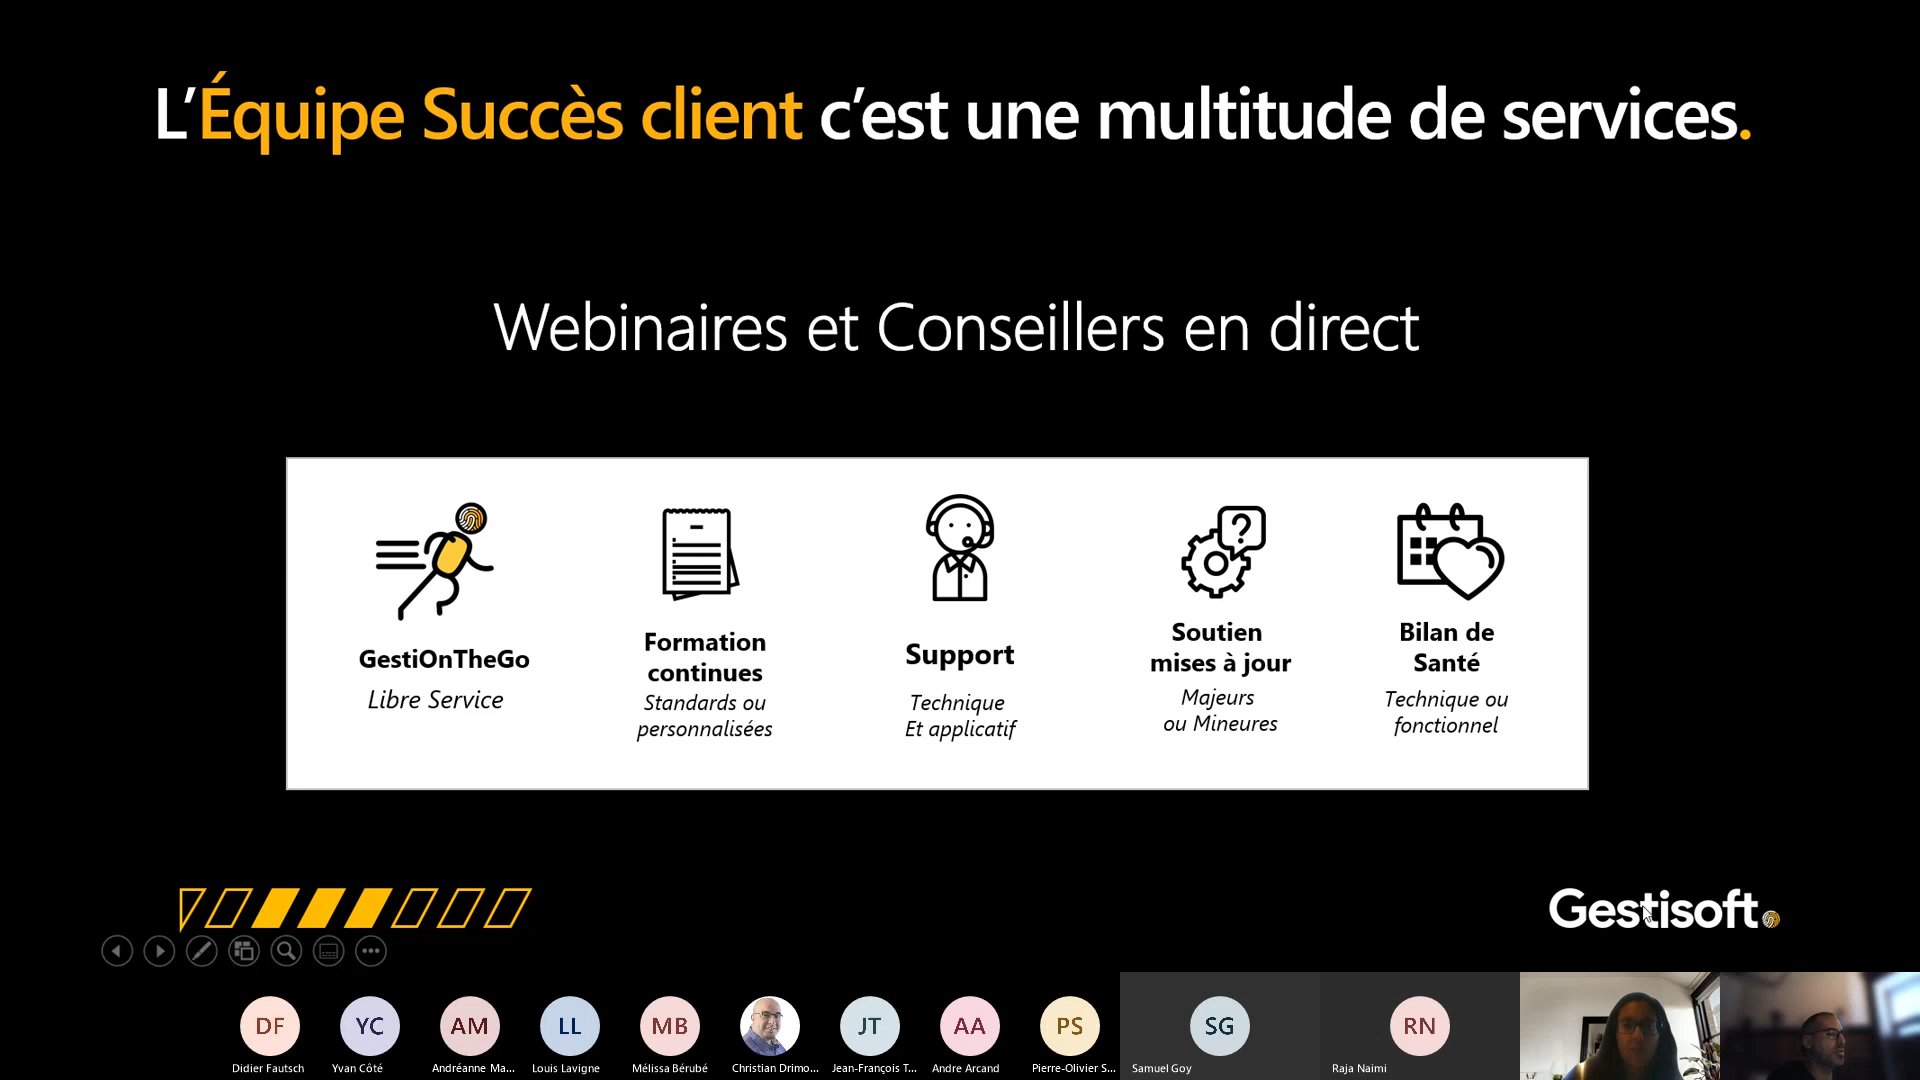 L’Équipe Succès client c’est une multitude de services.
Webinaires et Conseillers en direct
GestiOnTheGo
Libre Service
Formation
continues
Standards ou
personnalisées
Support
Technique
Et applicatif
?
Soutien
mises à jour
Majeurs
ou Mineures
Bilan de
Santé
Technique ou
fonctionnel
Gestisoft
DF
Didier Fautsch
YC
Yvan Côté
AM
Andréanne Ma...
LL
Louis Lavigne
MB
Mélissa Bérubé
Christian Drimo...
JT
Jean-François T...
AA
Andre Arcand
PS
Pierre-Olivier S...
SG
Samuel Goy
RN
Raja Naimi